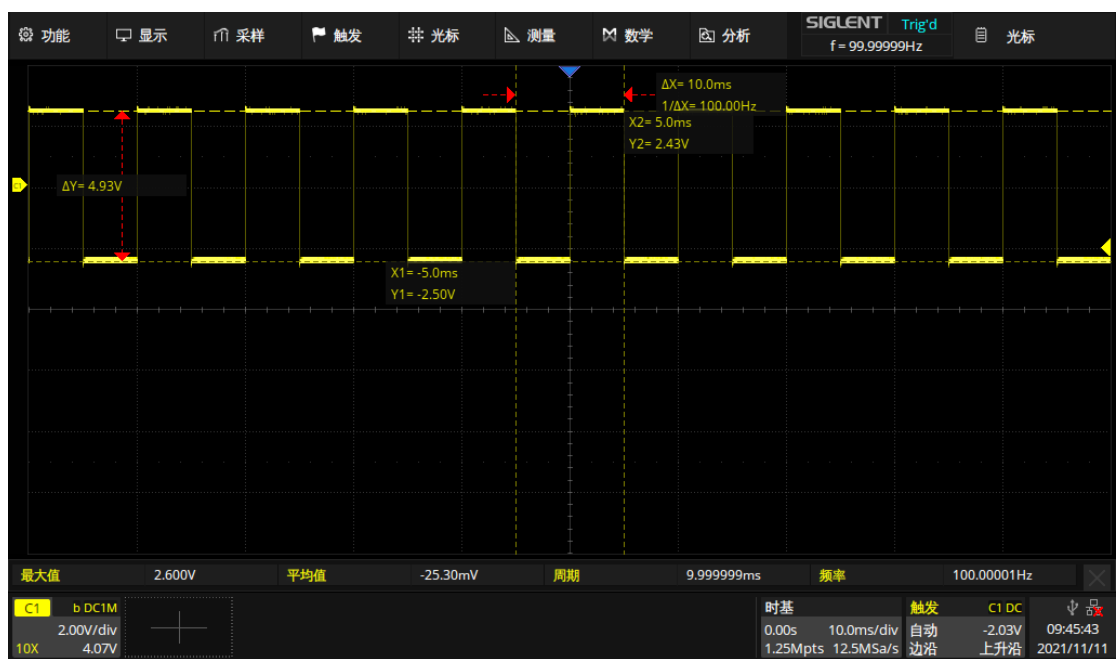 功能 显示 采样 触发 光标 测量 数学 分析 SIGLENT Trig'd 光标
f = 99.99999Hz
ΔX= 10.0ms
1/ΔX= 100.00Hz
X2= 5.0ms
Y2= 2.43V
C1
ΔY= 4.93V
X1= -5.0ms
Y1= -2.50V
最大值 2.600V 平均值 -25.30mV 周期 9.999999ms 频率 100.00001Hz
C1 b DC1M
2.00V/div
10X 4.07V
时基
0.00s 10.0ms/div
1.25Mpts 12.5MSa/s
触发 C1 DC
自动 -2.03V
边沿 上升沿
09:45:43
2021/11/11